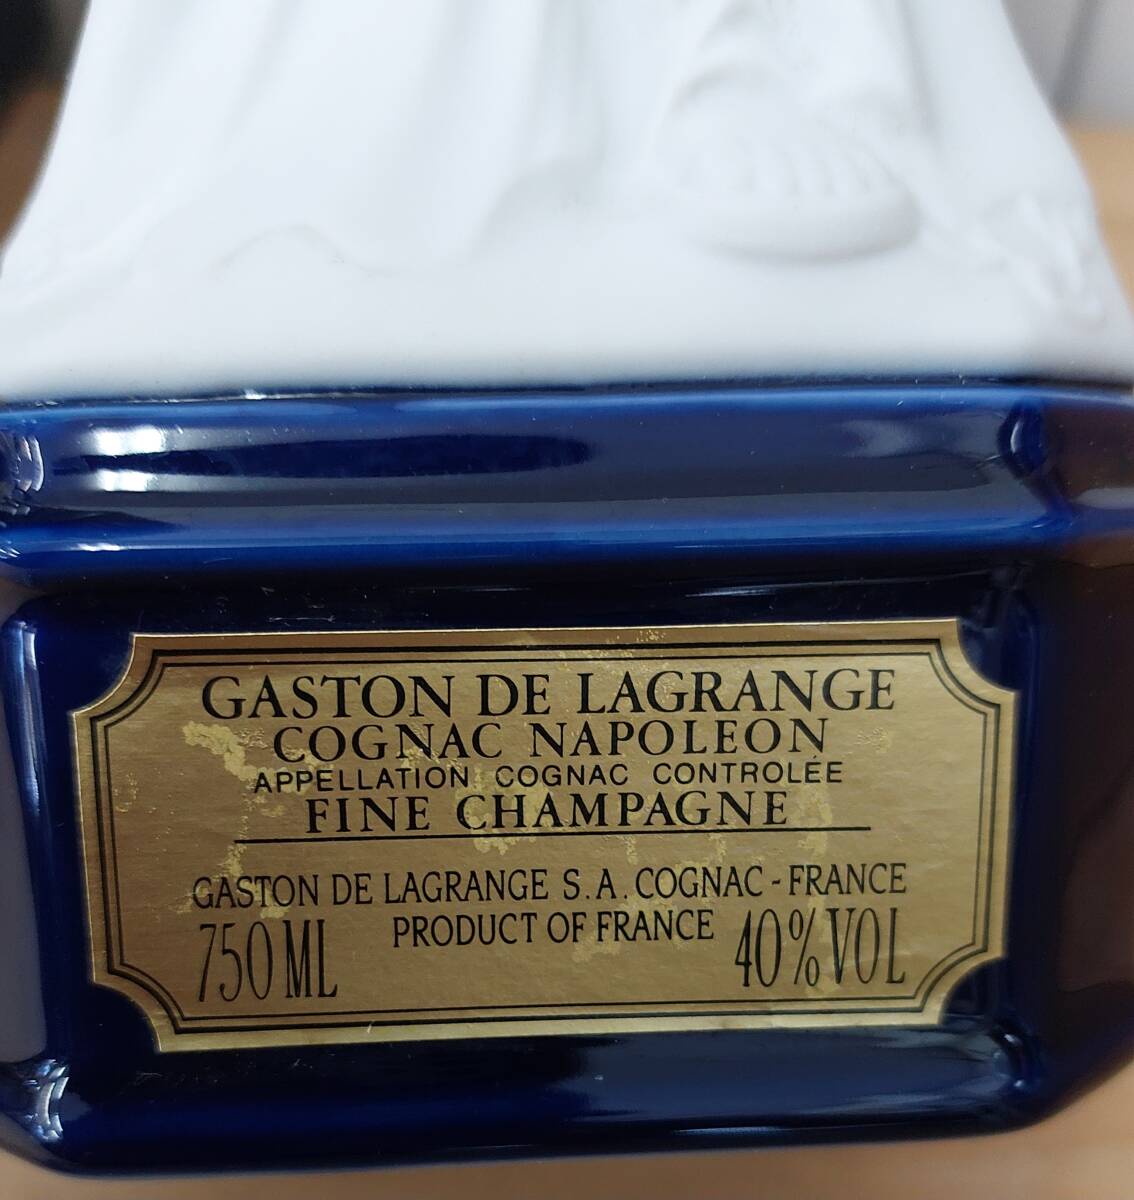 GASTON DE LAGRANGE
COGNAC NAPOLEON
APPELLATION COGNAC CONTROLÉE
FINE CHAMPAGNE
GASTON DE LAGRANGE S.A. COGNAC - FRANCE
750 ML PRODUCT OF FRANCE 40% VOL